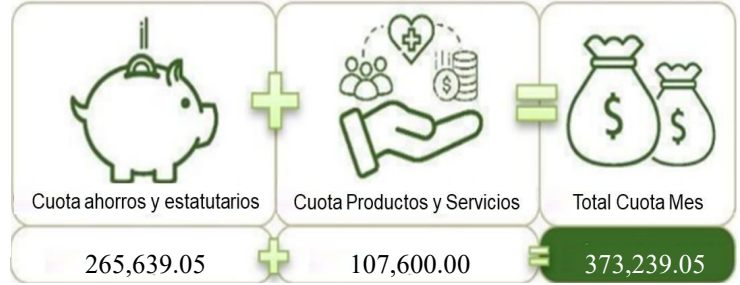 Cuota ahorros y estatutarios Cuota Productos y Servicios Total Cuota Mes
265,639.05 + 107,600.00 = 373,239.05